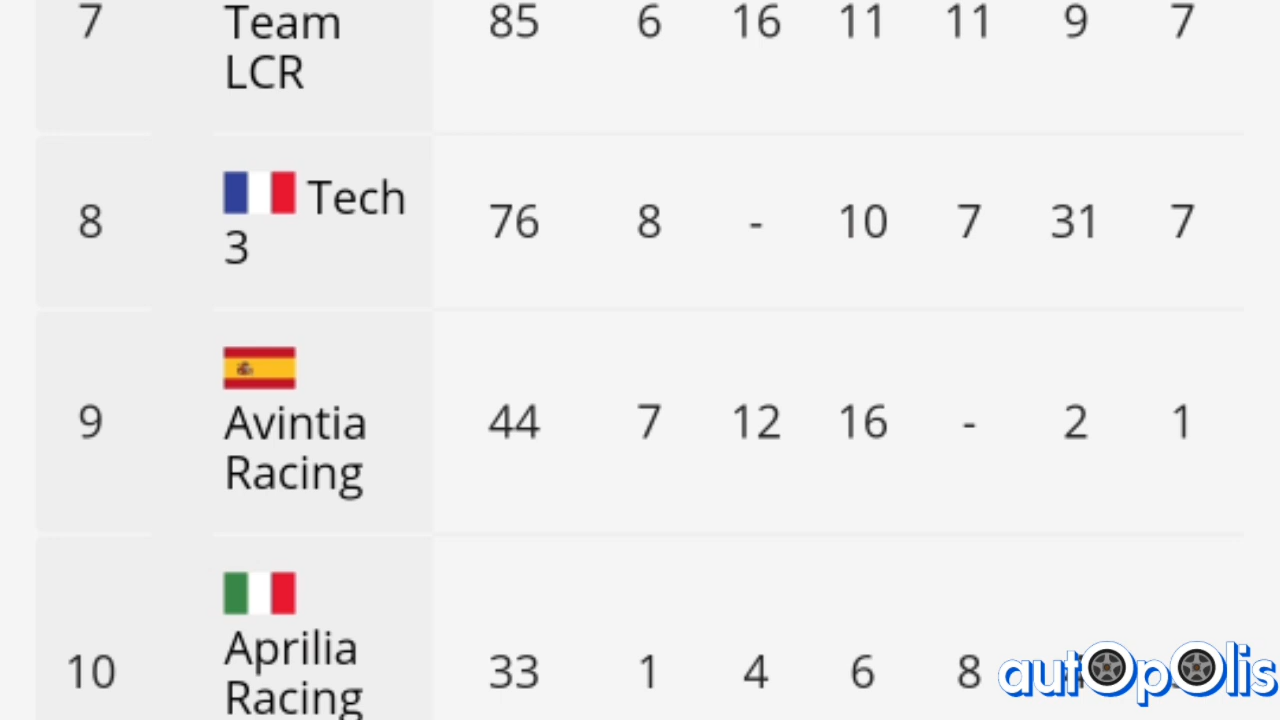 7 Team 85 6 16 11 11 9 7
LCR
Tech
8 76 8 - 10 7 31 7
3
9 Avintia 44 7 12 16 - 2 1
Racing
Aprilia
10 33 1 4 6 8
Racing
autOpOlis